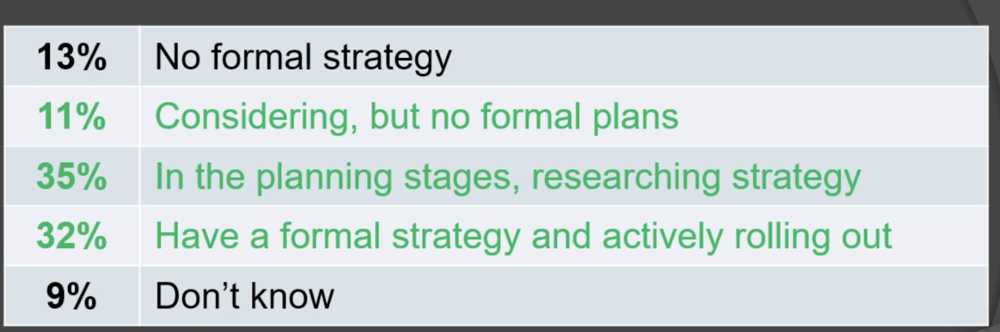 13% No formal strategy
11% Considering, but no formal plans
35% In the planning stages, researching strategy
32% Have a formal strategy and actively rolling out
9% Don’t know